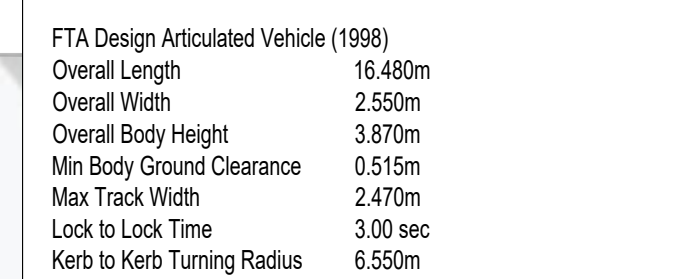 FTA Design Articulated Vehicle (1998)
Overall Length 16.480m
Overall Width 2.550m
Overall Body Height 3.870m
Min Body Ground Clearance 0.515m
Max Track Width 2.470m
Lock to Lock Time 3.00 sec
Kerb to Kerb Turning Radius 6.550m